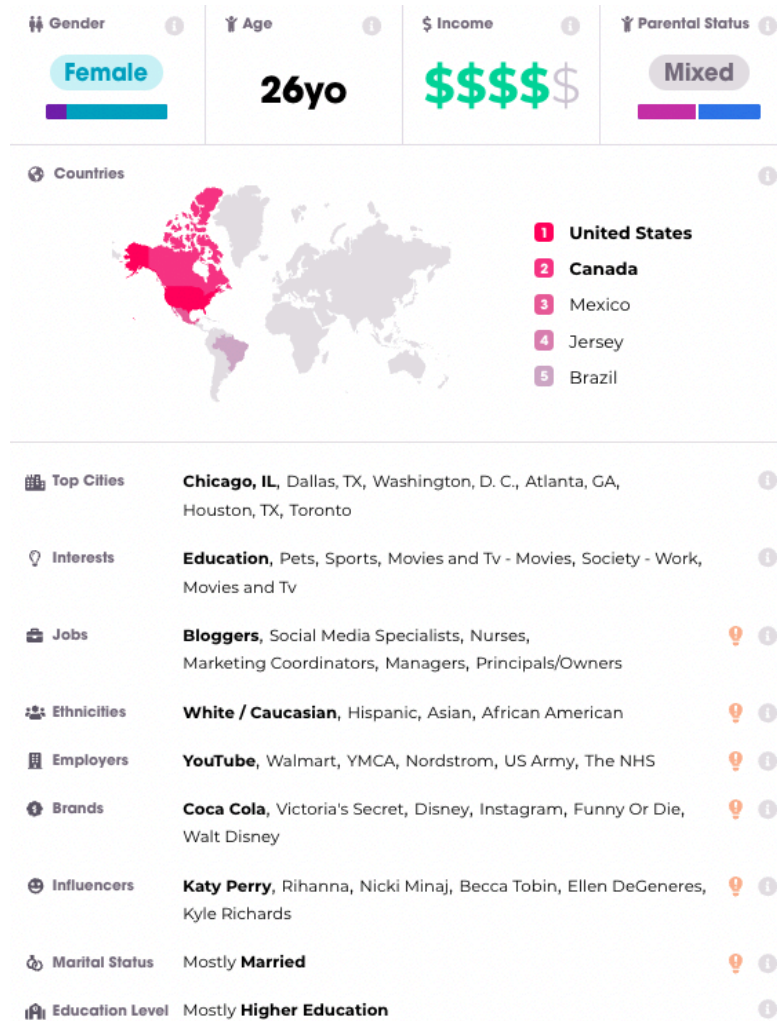 Gender
Female
Age
26yo
$ Income
$$$$$
Parental Status
Mixed
Countries
1 United States
2 Canada
3 Mexico
4 Jersey
5 Brazil
Top Cities
Chicago, IL, Dallas, TX, Washington, D. C., Atlanta, GA,
Houston, TX, Toronto
Interests
Education, Pets, Sports, Movies and Tv - Movies, Society - Work,
Movies and Tv
Jobs
Bloggers, Social Media Specialists, Nurses,
Marketing Coordinators, Managers, Principals/Owners
Ethnicities
White / Caucasian, Hispanic, Asian, African American
Employers
YouTube, Walmart, YMCA, Nordstrom, US Army, The NHS
Brands
Coca Cola, Victoria's Secret, Disney, Instagram, Funny Or Die,
Walt Disney
Influencers
Katy Perry, Rihanna, Nicki Minaj, Becca Tobin, Ellen DeGeneres,
Kyle Richards
Marital Status
Mostly Married
Education Level
Mostly Higher Education